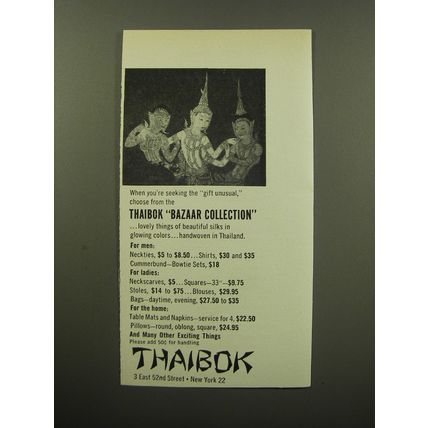 When you're seeking the "gift unusual,"
choose from the
THAIBOK "BAZAAR COLLECTION"
...lovely things of beautiful silks in
glowing colors...handwoven in Thailand.
For men:
Neckties, $5 to $8.50...Shirts, $30 and $35
Cummerbund—Bowtie Sets, $18
For ladies:
Neckscarves, $5...Squares—33"—$9.75
Stoles, $14 to $75...Blouses, $29.95
Bags—daytime, evening, $27.50 to $35
For the home:
Table Mats and Napkins—service for 4, $22.50
Pillows—round, oblong, square, $24.95
And Many Other Exciting Things
Please add 50¢ for handling
THAIBOK
3 East 52nd Street • New York 22